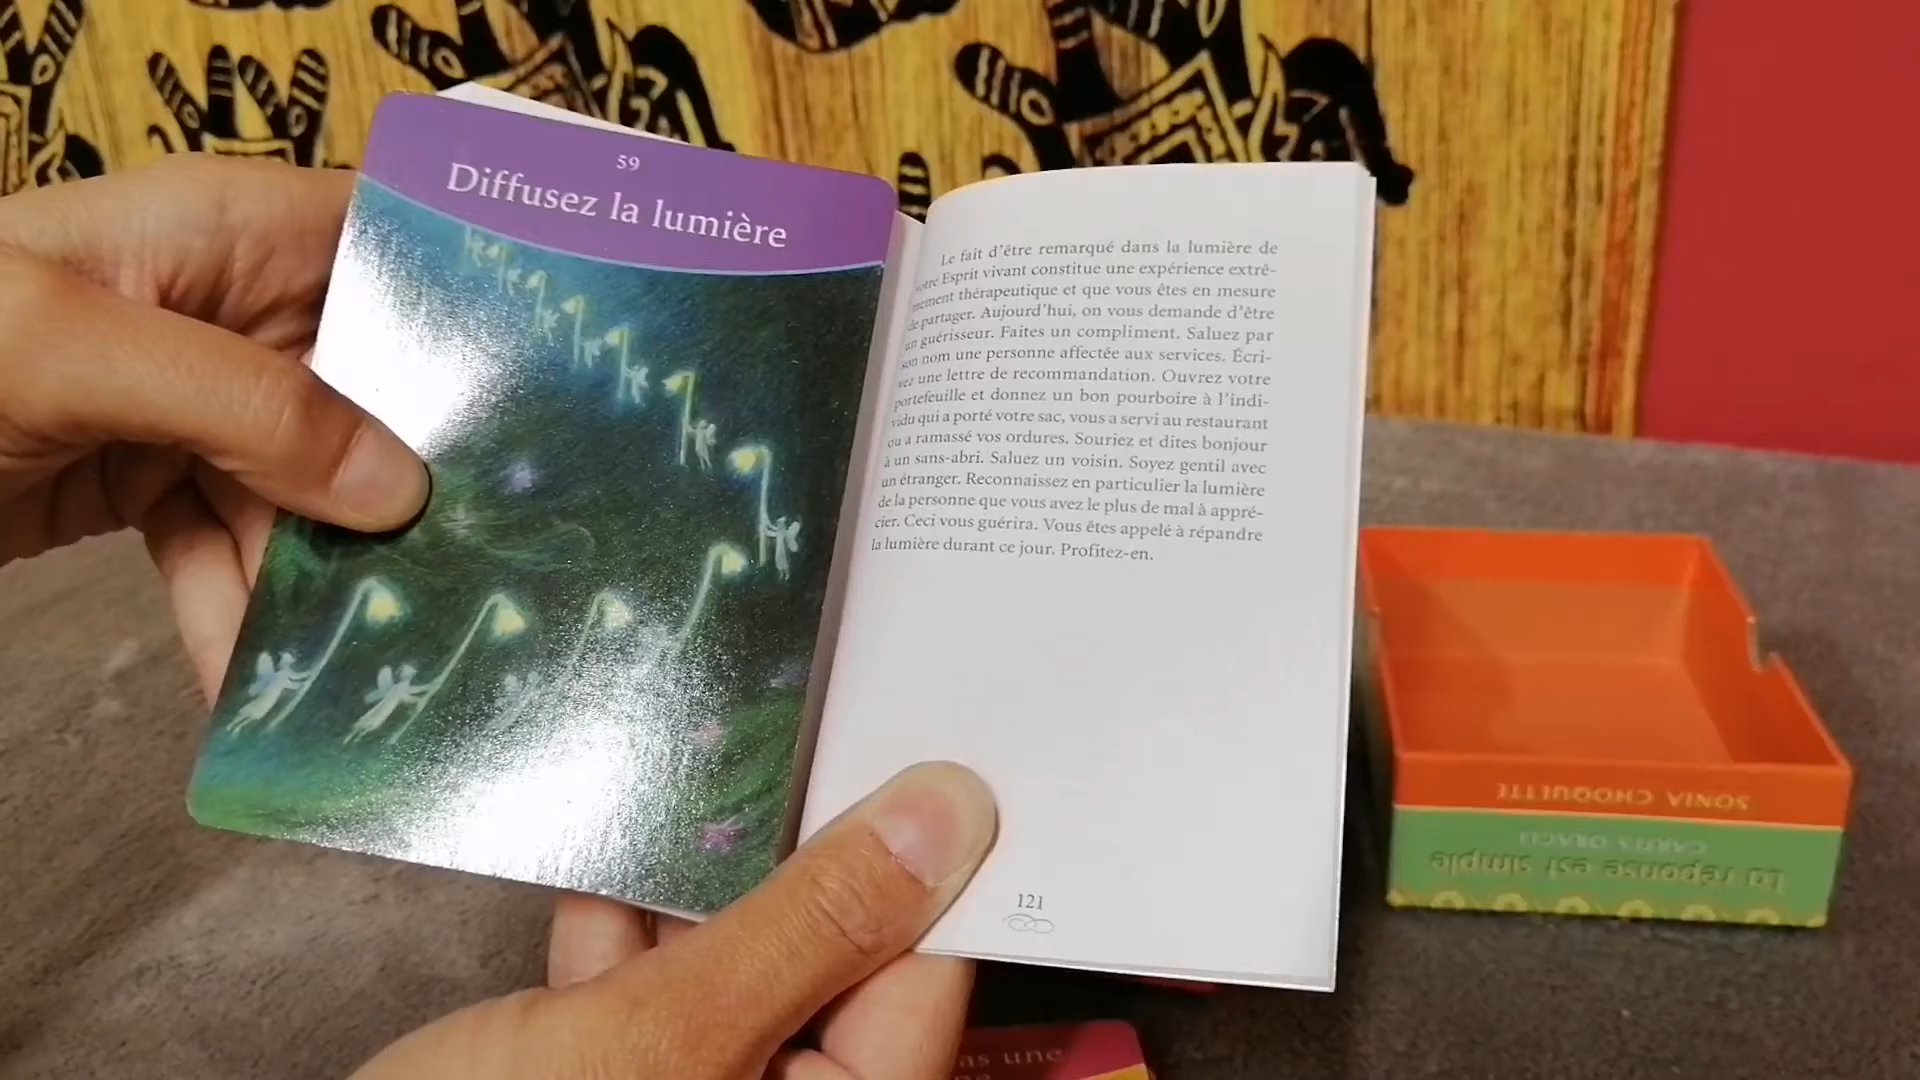 59
Diffusez la lumière
Le fait d'être remarqué dans la lumière de
votre Esprit vivant constitue une expérience extrê-
mement thérapeutique et que vous êtes en mesure
de partager. Aujourd'hui, on vous demande d'être
un guérisseur. Faites un compliment. Saluez par
son nom une personne affectée aux services. Écri-
vez une lettre de recommandation. Ouvrez votre
portefeuille et donnez un bon pourboire à l'indi-
vidu qui a porté votre sac, vous a servi au restaurant
ou a ramassé vos ordures. Souriez et dites bonjour
à un sans-abri. Saluez un voisin. Soyez gentil avec
un étranger. Reconnaissez en particulier la lumière
de la personne que vous avez le plus de mal à appré-
cier. Ceci vous guérira. Vous êtes appelé à répandre
la lumière durant ce jour. Profitez-en.
121
SONIA CHOQUETTE
CARTES ORACLE
La réponse est simple
as une